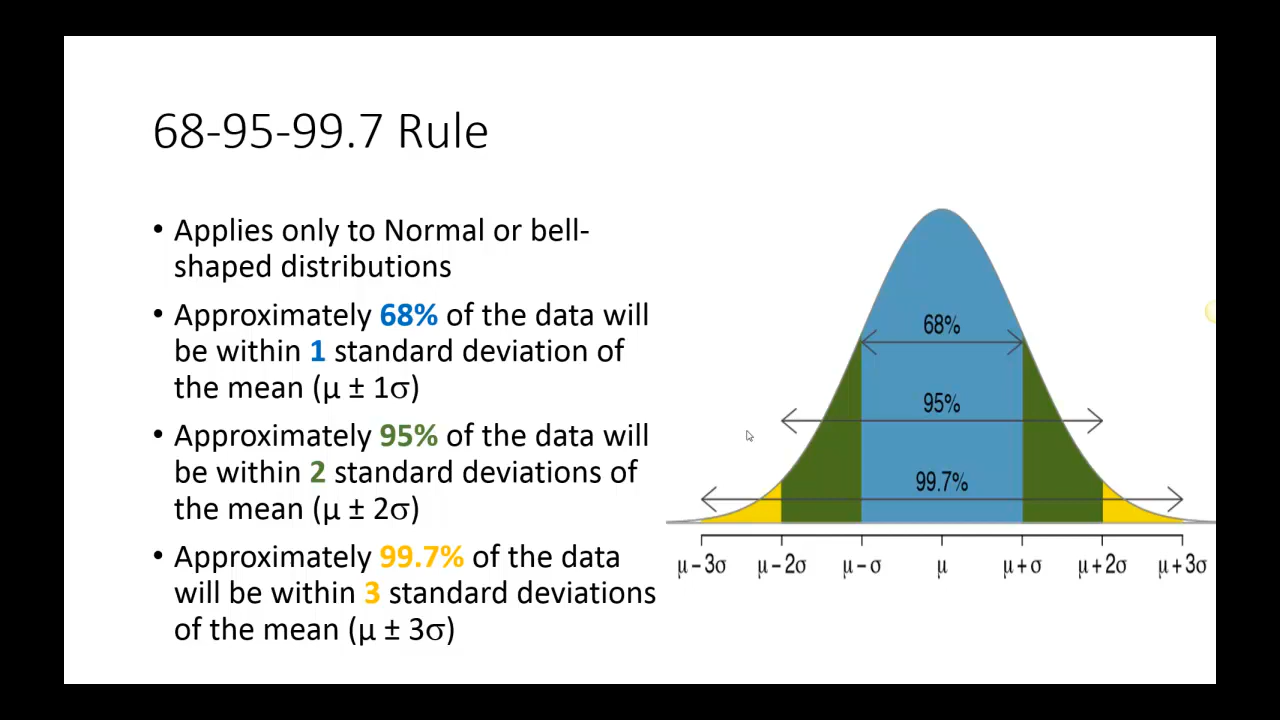 68-95-99.7 Rule
• Applies only to Normal or bell-
shaped distributions
• Approximately 68% of the data will
be within 1 standard deviation of
the mean (μ ± 1σ)
• Approximately 95% of the data will
be within 2 standard deviations of
the mean (μ ± 2σ)
• Approximately 99.7% of the data
will be within 3 standard deviations
of the mean (μ ± 3σ)
68%
95%
99.7%
μ − 3σ μ − 2σ μ − σ μ μ + σ μ + 2σ μ + 3σ